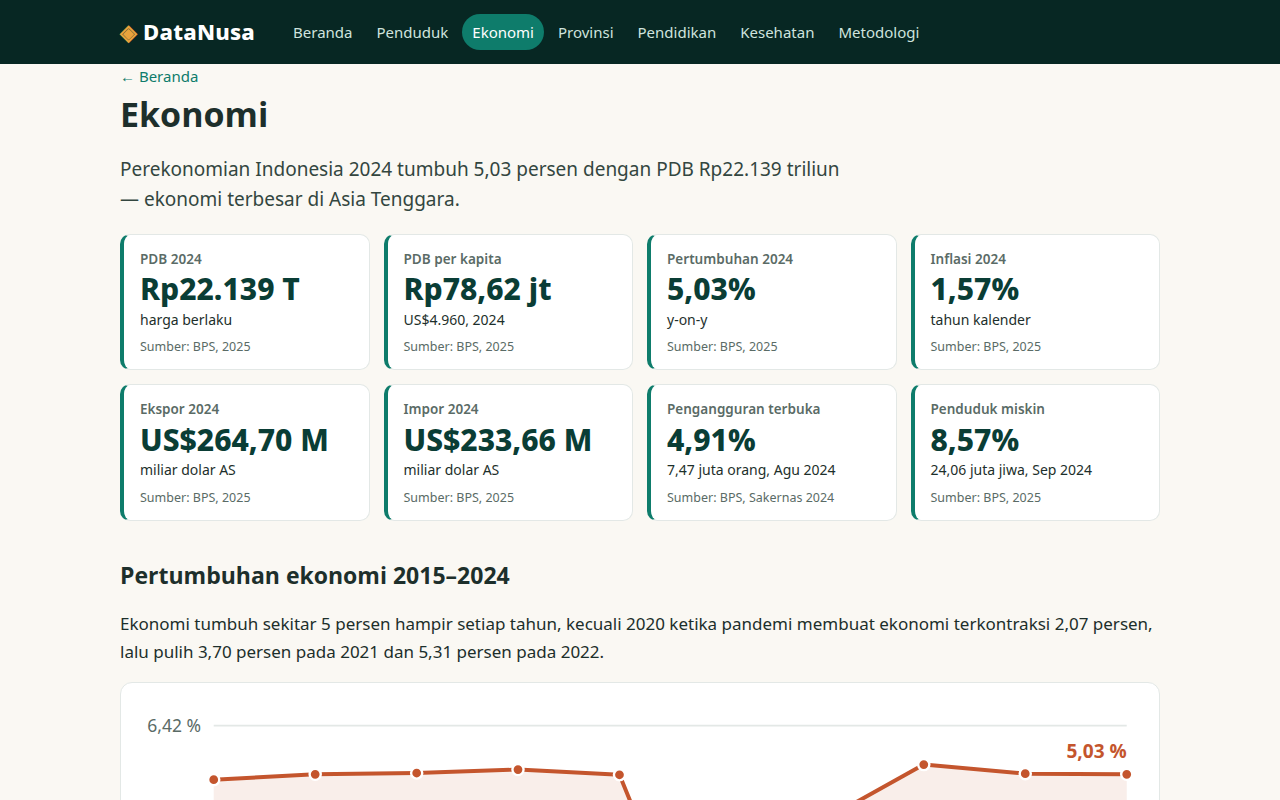 ◈ DataNusa
Beranda Penduduk Ekonomi Provinsi Pendidikan Kesehatan Metodologi
← Beranda
Ekonomi
Perekonomian Indonesia 2024 tumbuh 5,03 persen dengan PDB Rp22.139 triliun
— ekonomi terbesar di Asia Tenggara.
PDB 2024
Rp22.139 T
harga berlaku
Sumber: BPS, 2025
PDB per kapita
Rp78,62 jt
US$4.960, 2024
Sumber: BPS, 2025
Pertumbuhan 2024
5,03%
y-on-y
Sumber: BPS, 2025
Inflasi 2024
1,57%
tahun kalender
Sumber: BPS, 2025
Ekspor 2024
US$264,70 M
miliar dolar AS
Sumber: BPS, 2025
Impor 2024
US$233,66 M
miliar dolar AS
Sumber: BPS, 2025
Pengangguran terbuka
4,91%
7,47 juta orang, Agu 2024
Sumber: BPS, Sakernas 2024
Penduduk miskin
8,57%
24,06 juta jiwa, Sep 2024
Sumber: BPS, 2025
Pertumbuhan ekonomi 2015–2024
Ekonomi tumbuh sekitar 5 persen hampir setiap tahun, kecuali 2020 ketika pandemi membuat ekonomi terkontraksi 2,07 persen,
lalu pulih 3,70 persen pada 2021 dan 5,31 persen pada 2022.
6,42 %
5,03 %